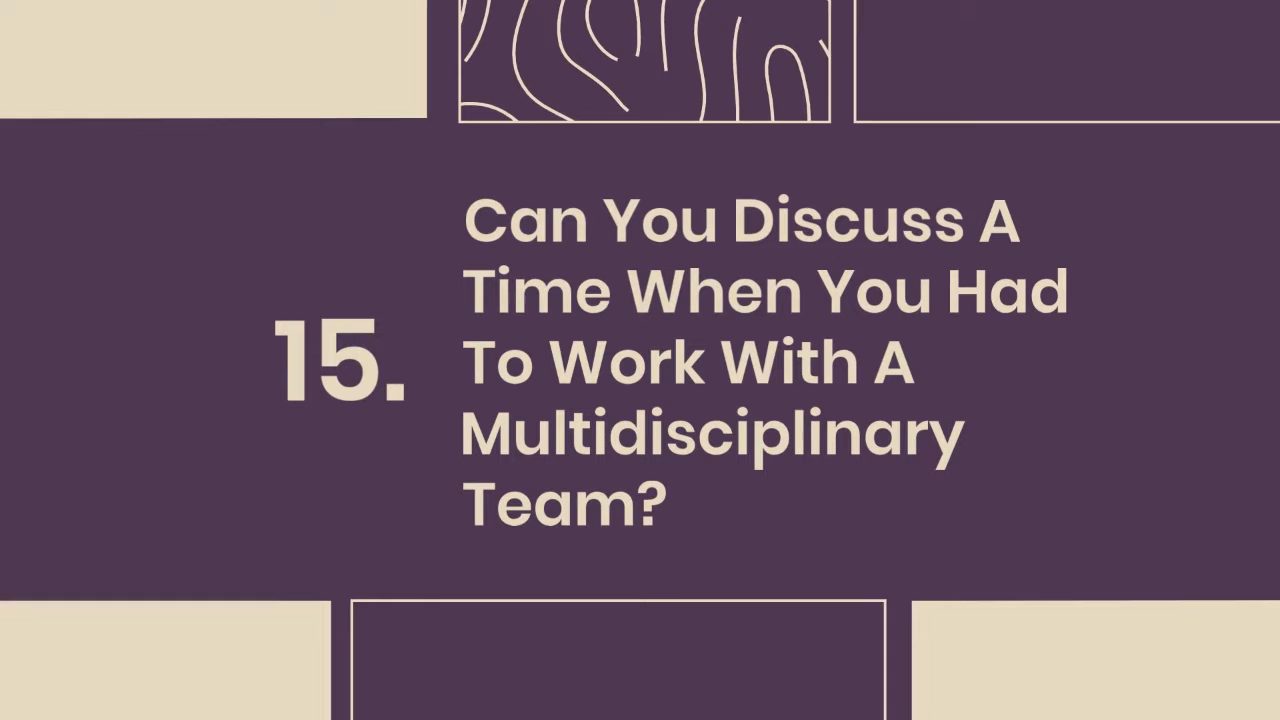 15.
Can You Discuss A
Time When You Had
To Work With A
Multidisciplinary
Team?